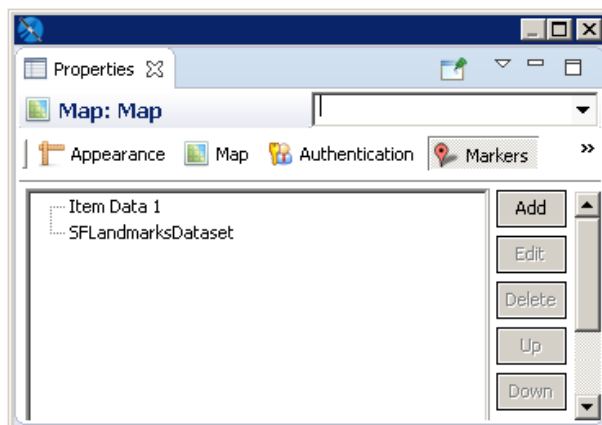 Properties
Map: Map
Appearance Map Authentication Markers »
Item Data 1
SFLandmarksDataset
Add
Edit
Delete
Up
Down